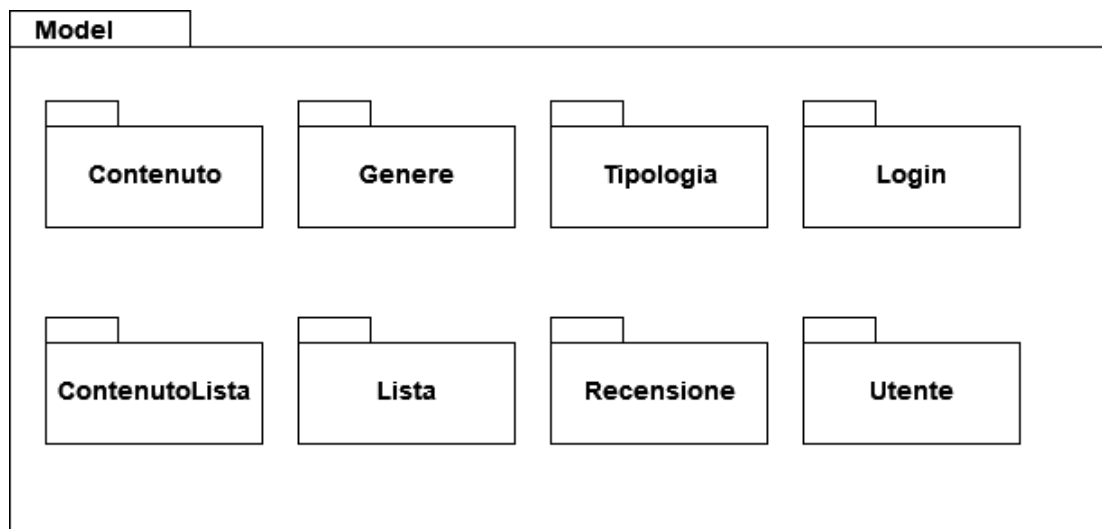 Model
Contenuto
Genere
Tipologia
Login
ContenutoLista
Lista
Recensione
Utente